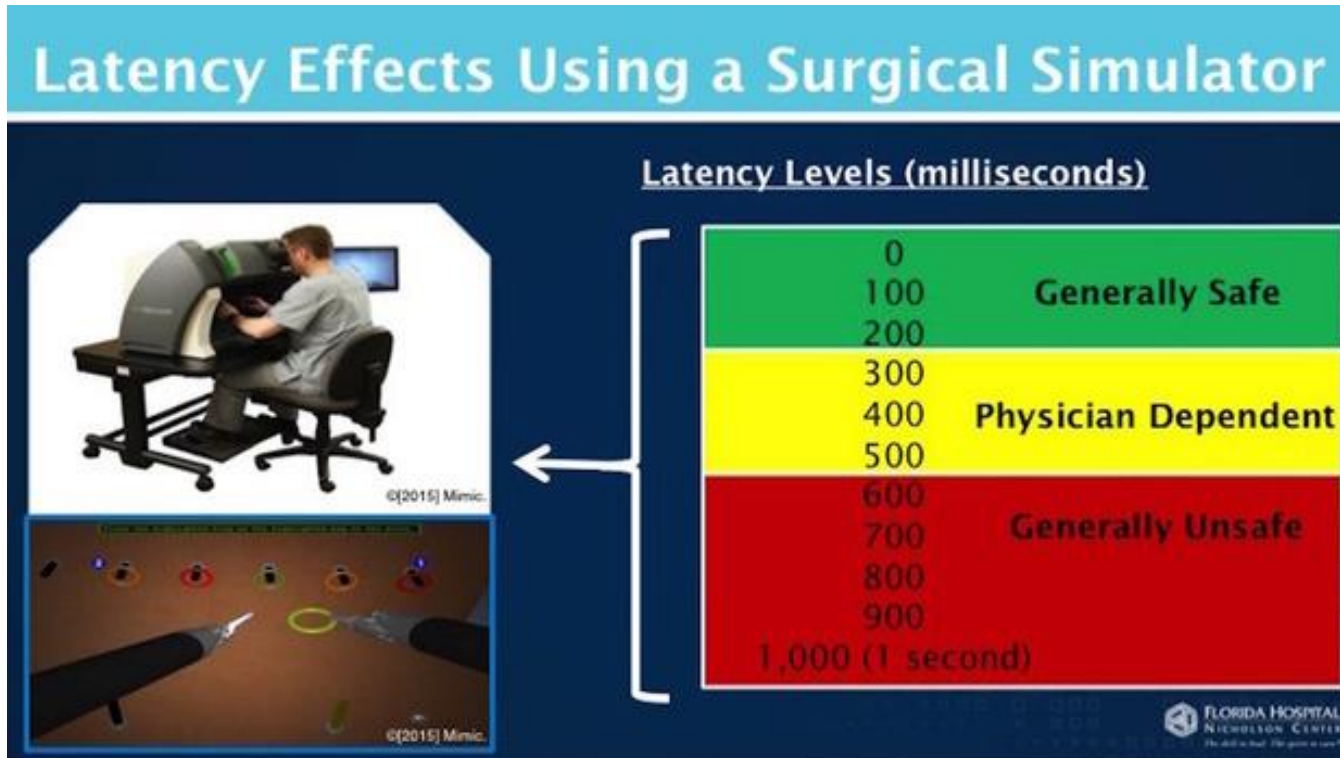 Latency Effects Using a Surgical Simulator
Latency Levels (milliseconds)
0
100
200
Generally Safe
300
400
500
Physician Dependent
600
700
800
900
1,000 (1 second)
Generally Unsafe
©[2015] Mimic.
©[2015] Mimic.
FLORIDA HOSPITAL
NICHOLSON CENTER